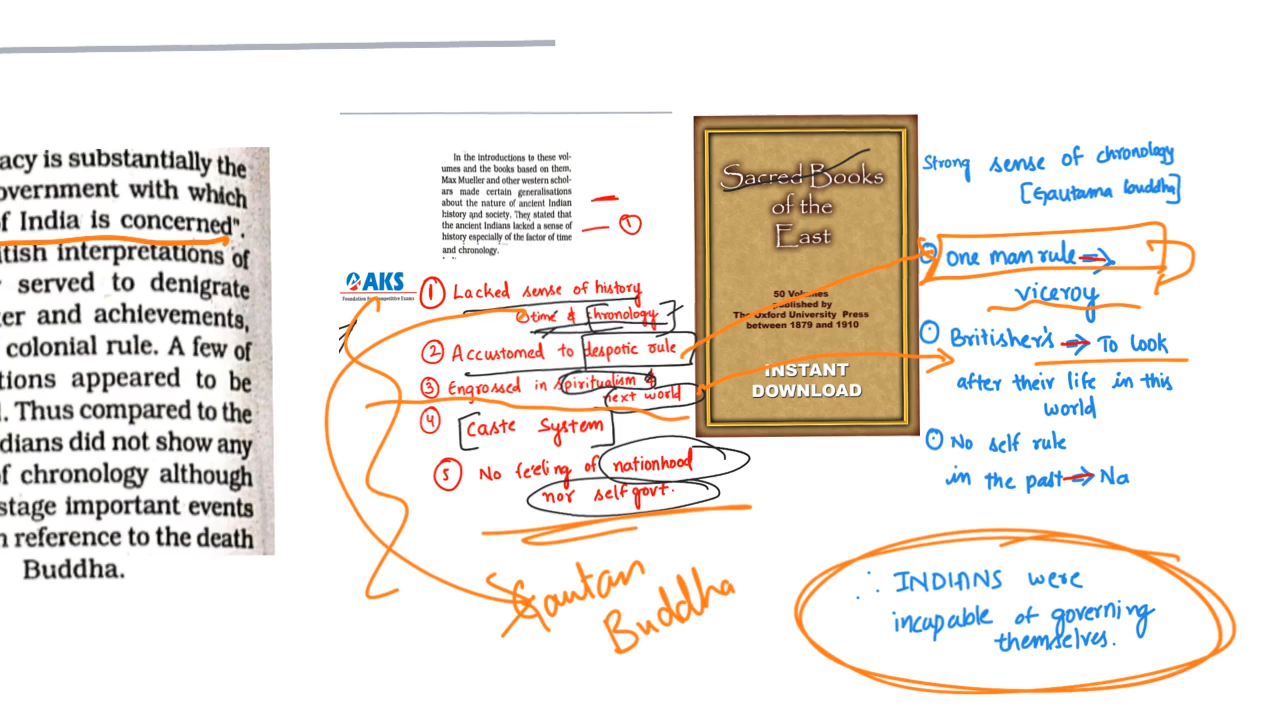 acy is substantially the
overnment with which
f India is concerned".
tish interpretations of
served to denigrate
er and achievements,
colonial rule. A few of
tions appeared to be
. Thus compared to the
dians did not show any
f chronology although
stage important events
n reference to the death
Buddha.
In the introductions to these vol-
umes and the books based on them,
Max Mueller and other western schol-
ars made certain generalisations
about the nature of ancient Indian
history and society. They stated that
the ancient Indians lacked a sense of
history especially of the factor of time
and chronology.
1
AKS
Foundation for Competitive Exams
1 Lacked sense of history
time & chronology
2 Accustomed to despotic rule
3 Engrossed in spiritualism &
next world
4 [Caste System]
5 No feeling of nationhood
nor self govt.
Gautam
Buddha
Sacred Books
of the
East
50 Volumes
published by
The Oxford University Press
between 1879 and 1910
INSTANT
DOWNLOAD
Strong sense of chronology
[Gautama buddha]
One man rule ⇒
viceroy
Britisher's ⇒ To look
after their life in this
world
No self rule
in the past ⇒ Na
∴ INDIANS were
incapable of governing
themselves.